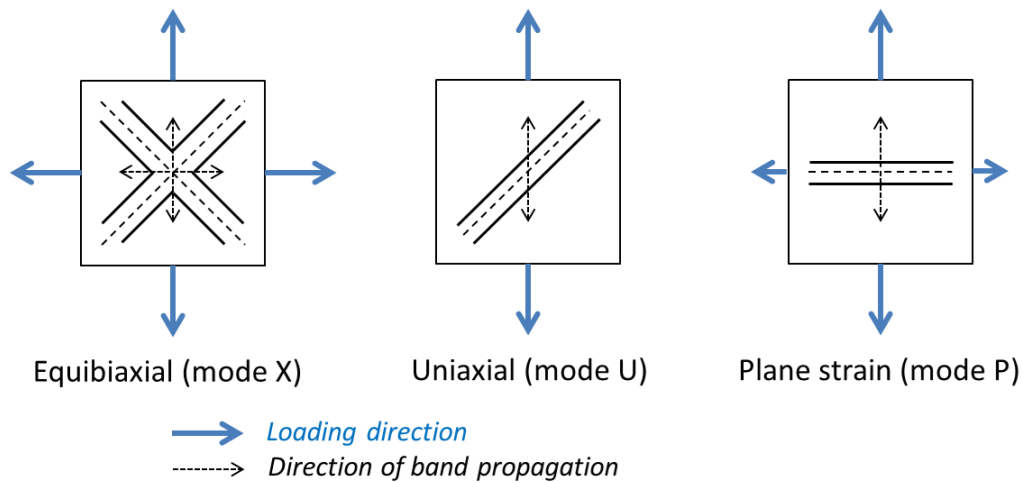 Equibiaxial (mode X)
Uniaxial (mode U)
Plane strain (mode P)
Loading direction
Direction of band propagation